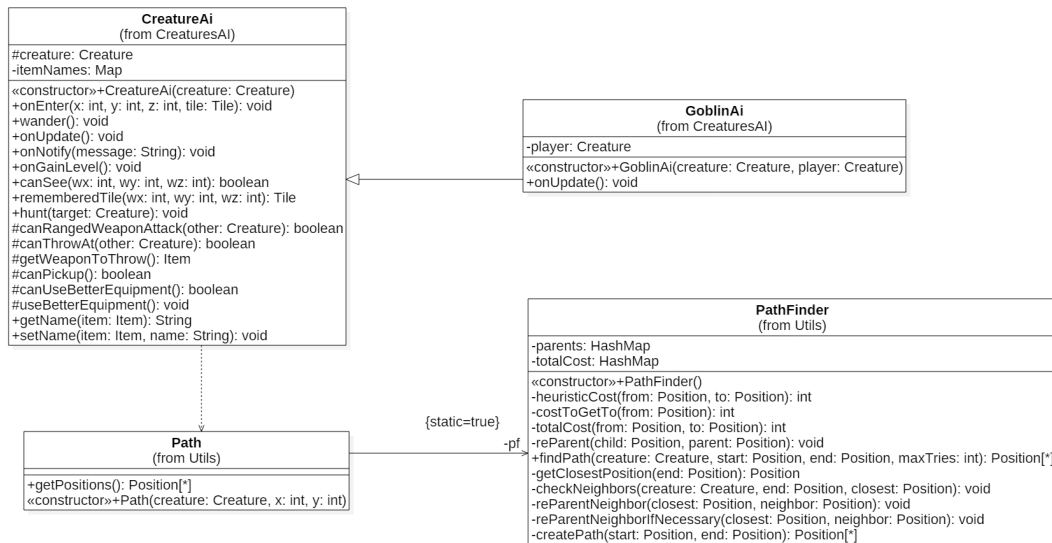 CreatureAi
(from CreaturesAI)
#creature: Creature
-itemNames: Map
«constructor»+CreatureAi(creature: Creature)
+onEnter(x: int, y: int, z: int, tile: Tile): void
+wander(): void
+onUpdate(): void
+onNotify(message: String): void
+onGainLevel(): void
+canSee(wx: int, wy: int, wz: int): boolean
+rememberedTile(wx: int, wy: int, wz: int): Tile
+hunt(target: Creature): void
#canRangedWeaponAttack(other: Creature): boolean
#canThrowAt(other: Creature): boolean
#getWeaponToThrow(): Item
#canPickup(): boolean
#canUseBetterEquipment(): boolean
#useBetterEquipment(): void
+getName(item: Item): String
+setName(item: Item, name: String): void
GoblinAi
(from CreaturesAI)
-player: Creature
«constructor»+GoblinAi(creature: Creature, player: Creature)
+onUpdate(): void
Path
(from Utils)
+getPositions(): Position[*]
«constructor»+Path(creature: Creature, x: int, y: int)
{static=true}
-pf
PathFinder
(from Utils)
-parents: HashMap
-totalCost: HashMap
«constructor»+PathFinder()
-heuristicCost(from: Position, to: Position): int
-costToGetTo(from: Position): int
-totalCost(from: Position, to: Position): int
-reParent(child: Position, parent: Position): void
+findPath(creature: Creature, start: Position, end: Position, maxTries: int): Position[*]
-getClosestPosition(end: Position): Position
-checkNeighbors(creature: Creature, end: Position, closest: Position): void
-reParentNeighbor(closest: Position, neighbor: Position): void
-reParentNeighborIfNecessary(closest: Position, neighbor: Position): void
-createPath(start: Position, end: Position): Position[*]